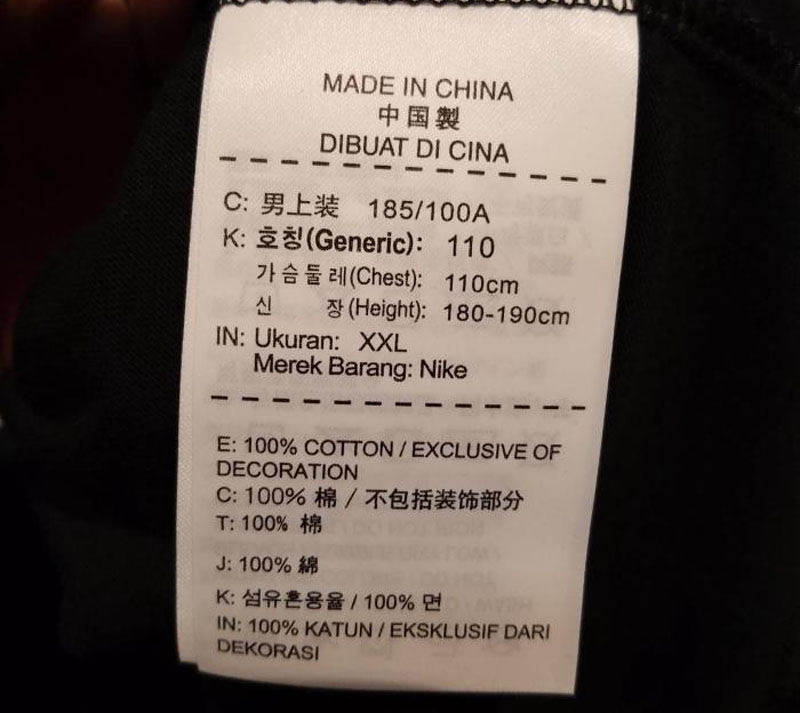 MADE IN CHINA
中国製
DIBUAT DI CINA
C: 男上装 185/100A
K: 호칭(Generic): 110
가슴둘레(Chest): 110cm
신 장(Height): 180-190cm
IN: Ukuran: XXL
Merek Barang: Nike
E: 100% COTTON / EXCLUSIVE OF
DECORATION
C: 100% 棉 / 不包括装饰部分
T: 100% 棉
J: 100% 綿
K: 섬유혼용율 / 100% 면
IN: 100% KATUN / EKSKLUSIF DARI
DEKORASI